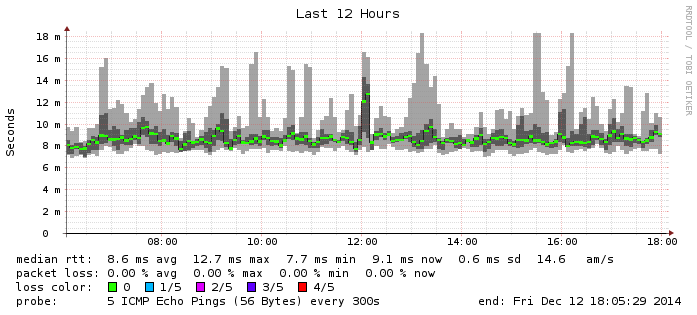 Last 12 Hours
RRDTOOL / TOBI OETIKER
Seconds
18 m
16 m
14 m
12 m
10 m
8 m
6 m
4 m
2 m
0
08:00 10:00 12:00 14:00 16:00 18:00
median rtt: 8.6 ms avg 12.7 ms max 7.7 ms min 9.1 ms now 0.6 ms sd 14.6 am/s
packet loss: 0.00 % avg 0.00 % max 0.00 % min 0.00 % now
loss color: 0 1/5 2/5 3/5 4/5
probe: 5 ICMP Echo Pings (56 Bytes) every 300s end: Fri Dec 12 18:05:29 2014